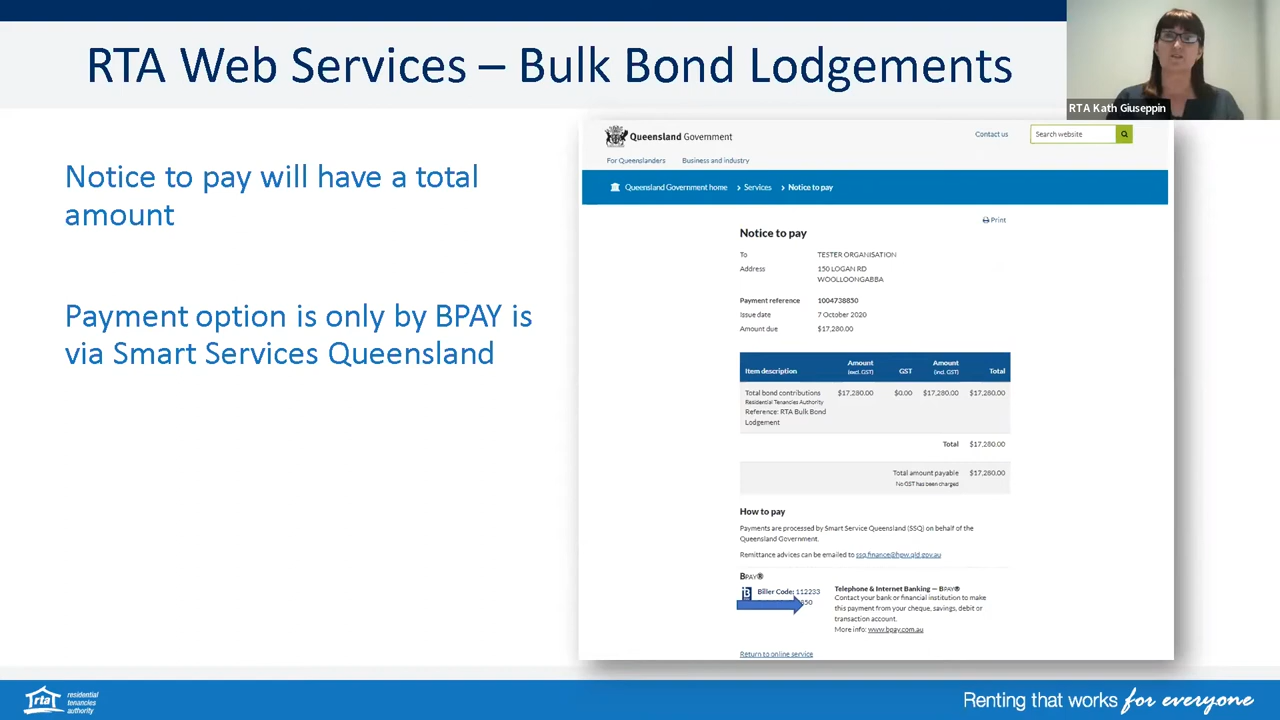 RTA Web Services – Bulk Bond Lodgements
RTA Kath Giuseppin
Notice to pay will have a total
amount
Payment option is only by BPAY is
via Smart Services Queensland
Queensland Government
Contact us
Search website
For Queenslanders
Business and industry
Queensland Government home › Services › Notice to pay
Print
Notice to pay
To TESTER ORGANISATION
Address 150 LOGAN RD
WOOLLOONGABBA
Payment reference 1004738850
Issue date 7 October 2020
Amount due $17,280.00
Item description Amount (excl. GST) GST Amount (incl. GST) Total
Total bond contributions $17,280.00 $0.00 $17,280.00 $17,280.00
Residential Tenancies Authority
Reference: RTA Bulk Bond
Lodgement
Total $17,280.00
Total amount payable $17,280.00
No GST has been charged
How to pay
Payments are processed by Smart Service Queensland (SSQ) on behalf of the
Queensland Government.
Remittance advices can be emailed to ssq.finance@hpw.qld.gov.au
BPAY®
Biller Code: 112233
850
Telephone & Internet Banking — BPAY®
Contact your bank or financial institution to make
this payment from your cheque, savings, debit or
transaction account.
More info: www.bpay.com.au
Return to online service
rta residential
tenancies
authority
Renting that works for everyone